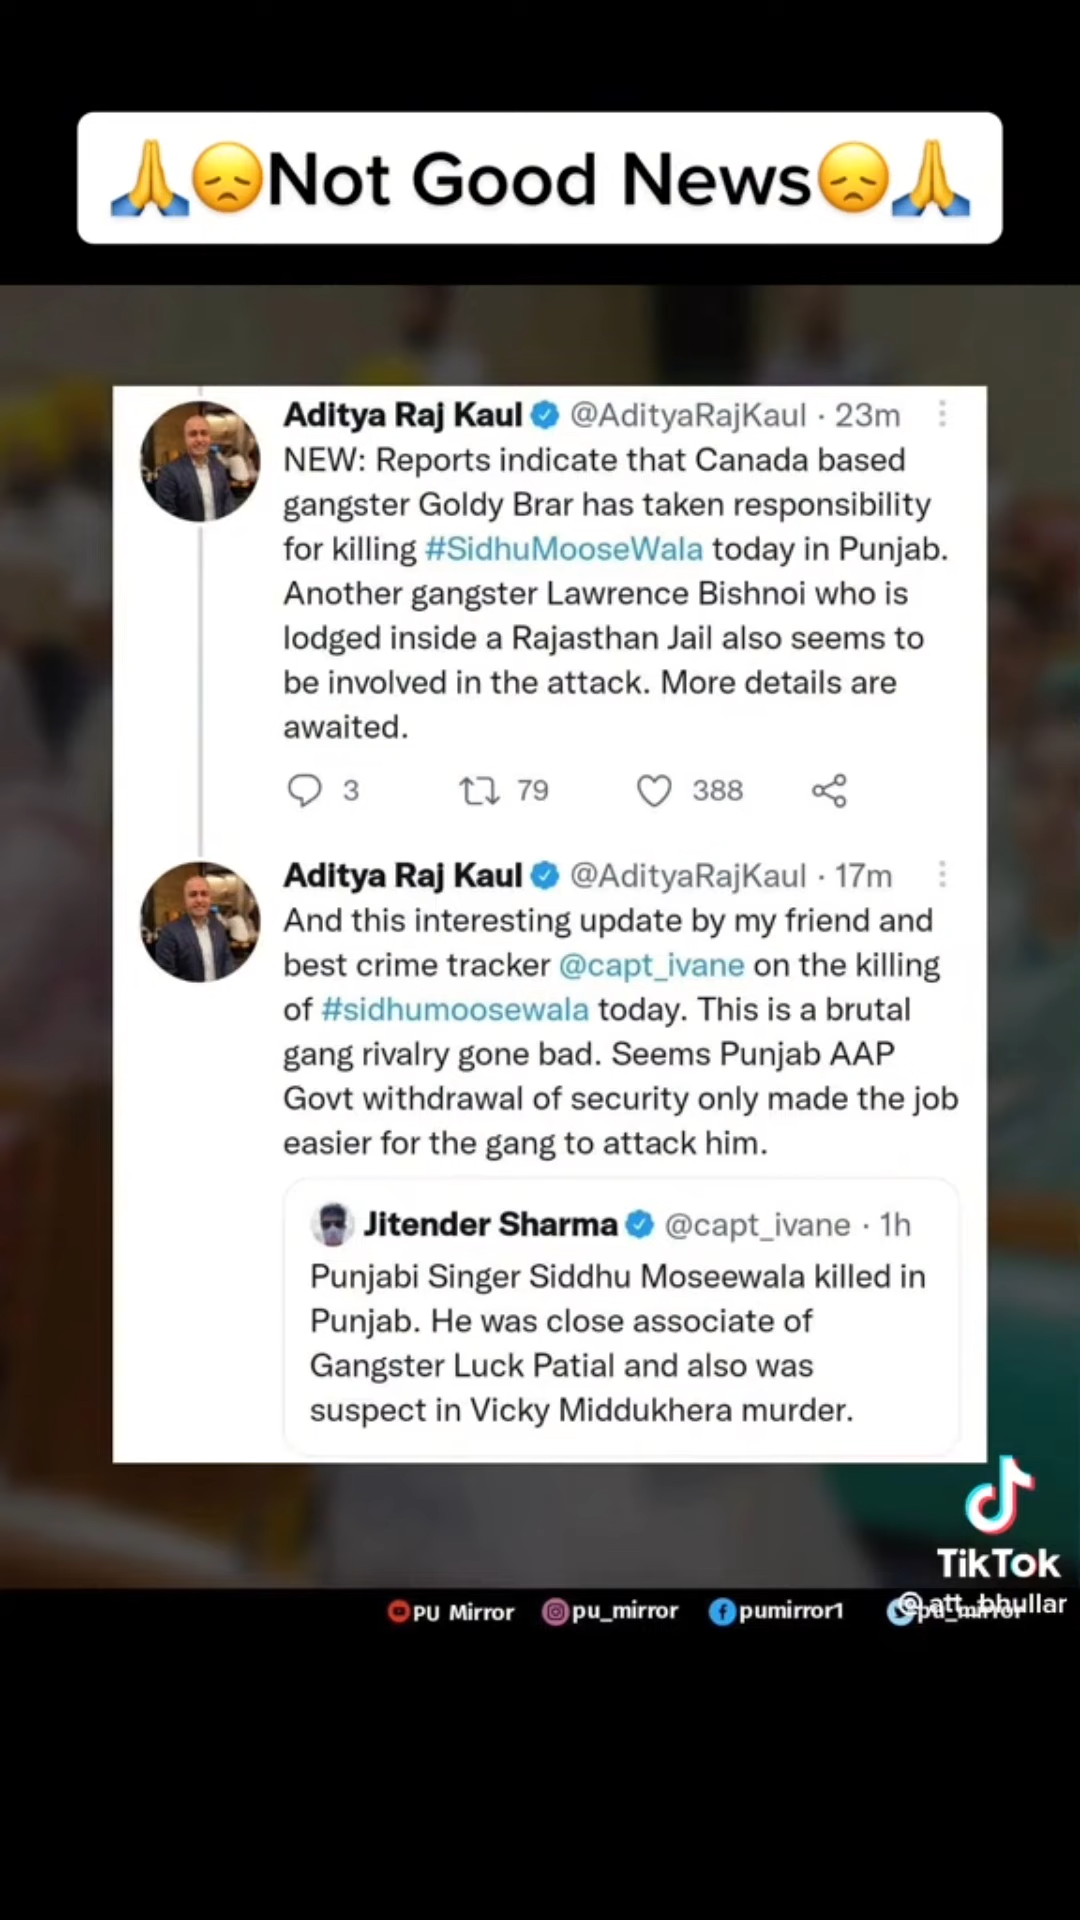 🙏😞Not Good News😞🙏
Aditya Raj Kaul @AdityaRajKaul · 23m
NEW: Reports indicate that Canada based
gangster Goldy Brar has taken responsibility
for killing #SidhuMooseWala today in Punjab.
Another gangster Lawrence Bishnoi who is
lodged inside a Rajasthan Jail also seems to
be involved in the attack. More details are
awaited.
3 79 388
Aditya Raj Kaul @AdityaRajKaul · 17m
And this interesting update by my friend and
best crime tracker @capt_ivane on the killing
of #sidhumoosewala today. This is a brutal
gang rivalry gone bad. Seems Punjab AAP
Govt withdrawal of security only made the job
easier for the gang to attack him.
Jitender Sharma @capt_ivane · 1h
Punjabi Singer Siddhu Moseewala killed in
Punjab. He was close associate of
Gangster Luck Patial and also was
suspect in Vicky Middukhera murder.
TikTok
@att_bhullar
PU Mirror pu_mirror pumirror1 pu_mirror